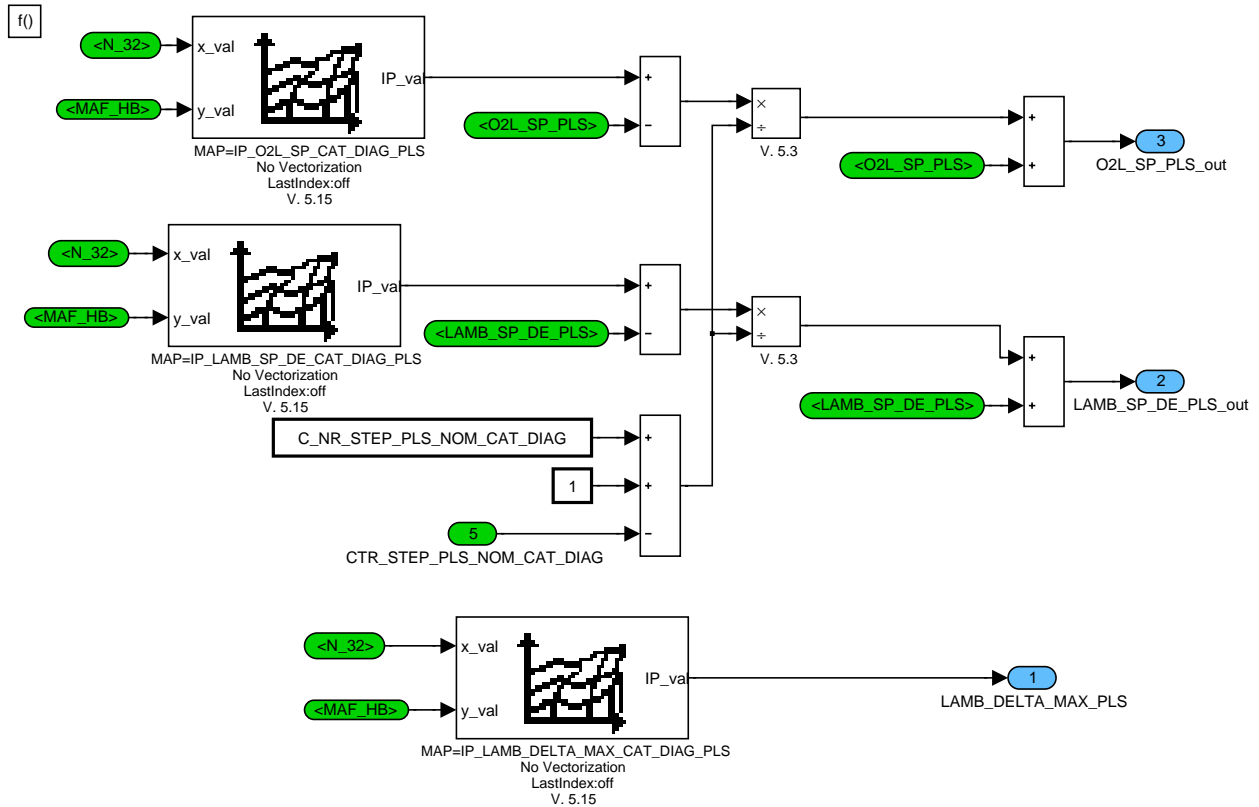 f()
<N_32>
x_val
IP_val
<MAF_HB>
y_val
MAP=IP_O2L_SP_CAT_DIAG_PLS
No Vectorization
LastIndex:off
V. 5.15
+
<O2L_SP_PLS>
−
×
÷
V. 5.3
+
<O2L_SP_PLS>
+
3
O2L_SP_PLS_out
<N_32>
x_val
IP_val
<MAF_HB>
y_val
MAP=IP_LAMB_SP_DE_CAT_DIAG_PLS
No Vectorization
LastIndex:off
V. 5.15
+
<LAMB_SP_DE_PLS>
−
×
÷
V. 5.3
+
<LAMB_SP_DE_PLS>
+
2
LAMB_SP_DE_PLS_out
C_NR_STEP_PLS_NOM_CAT_DIAG
+
1
+
5
−
CTR_STEP_PLS_NOM_CAT_DIAG
<N_32>
x_val
IP_val
<MAF_HB>
y_val
MAP=IP_LAMB_DELTA_MAX_CAT_DIAG_PLS
No Vectorization
LastIndex:off
V. 5.15
1
LAMB_DELTA_MAX_PLS